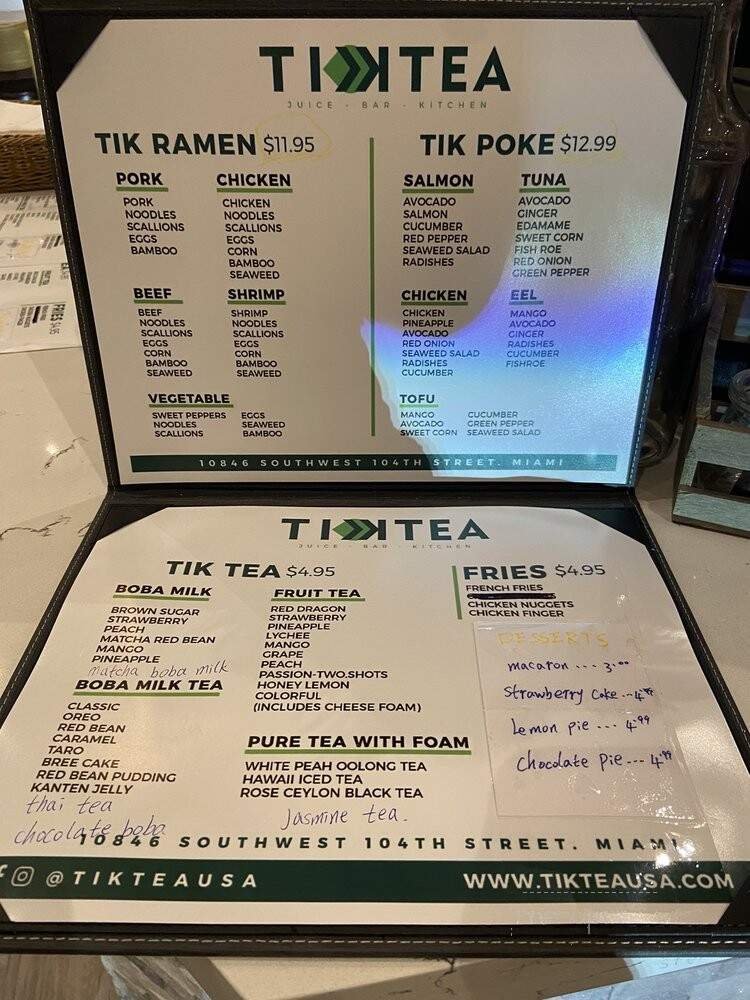 TIKTEA
JUICE - BAR - KITCHEN
TIK RAMEN $11.95
PORK
PORK
NOODLES
SCALLIONS
EGGS
BAMBOO
CHICKEN
CHICKEN
NOODLES
SCALLIONS
EGGS
CORN
BAMBOO
SEAWEED
BEEF
BEEF
NOODLES
SCALLIONS
EGGS
CORN
BAMBOO
SEAWEED
SHRIMP
SHRIMP
NOODLES
SCALLIONS
EGGS
CORN
BAMBOO
SEAWEED
VEGETABLE
SWEET PEPPERS EGGS
NOODLES SEAWEED
SCALLIONS BAMBOO
TIK POKE $12.99
SALMON
AVOCADO
SALMON
CUCUMBER
RED PEPPER
SEAWEED SALAD
RADISHES
TUNA
AVOCADO
GINGER
EDAMAME
SWEET CORN
FISH ROE
RED ONION
GREEN PEPPER
CHICKEN
CHICKEN
PINEAPPLE
AVOCADO
RED ONION
SEAWEED SALAD
RADISHES
CUCUMBER
EEL
MANGO
AVOCADO
GINGER
RADISHES
CUCUMBER
FISHROE
TOFU
MANGO CUCUMBER
AVOCADO GREEN PEPPER
SWEET CORN SEAWEED SALAD
10846 SOUTHWEST 104TH STREET. MIAMI
TIKTEA
JUICE - BAR - KITCHEN
TIK TEA $4.95
BOBA MILK
BROWN SUGAR
STRAWBERRY
PEACH
MATCHA RED BEAN
MANGO
PINEAPPLE
matcha boba milk
BOBA MILK TEA
CLASSIC
OREO
RED BEAN
CARAMEL
TARO
BREE CAKE
RED BEAN PUDDING
KANTEN JELLY
thai tea
chocolate boba
FRUIT TEA
RED DRAGON
STRAWBERRY
PINEAPPLE
LYCHEE
MANGO
GRAPE
PEACH
PASSION-TWO.SHOTS
HONEY LEMON
COLORFUL
(INCLUDES CHEESE FOAM)
PURE TEA WITH FOAM
WHITE PEAH OOLONG TEA
HAWAII ICED TEA
ROSE CEYLON BLACK TEA
Jasmine tea.
FRIES $4.95
FRENCH FRIES
CHICKEN NUGGETS
CHICKEN FINGER
DESSERTS
macaron --- 3.00
Strawberry Cake --- 4.99
Lemon pie --- 4.99
Chocolate Pie --- 4.99
10846 SOUTHWEST 104TH STREET. MIAMI
@TIKTEAUSA
WWW.TIKTEAUSA.COM
FRIES $4.95